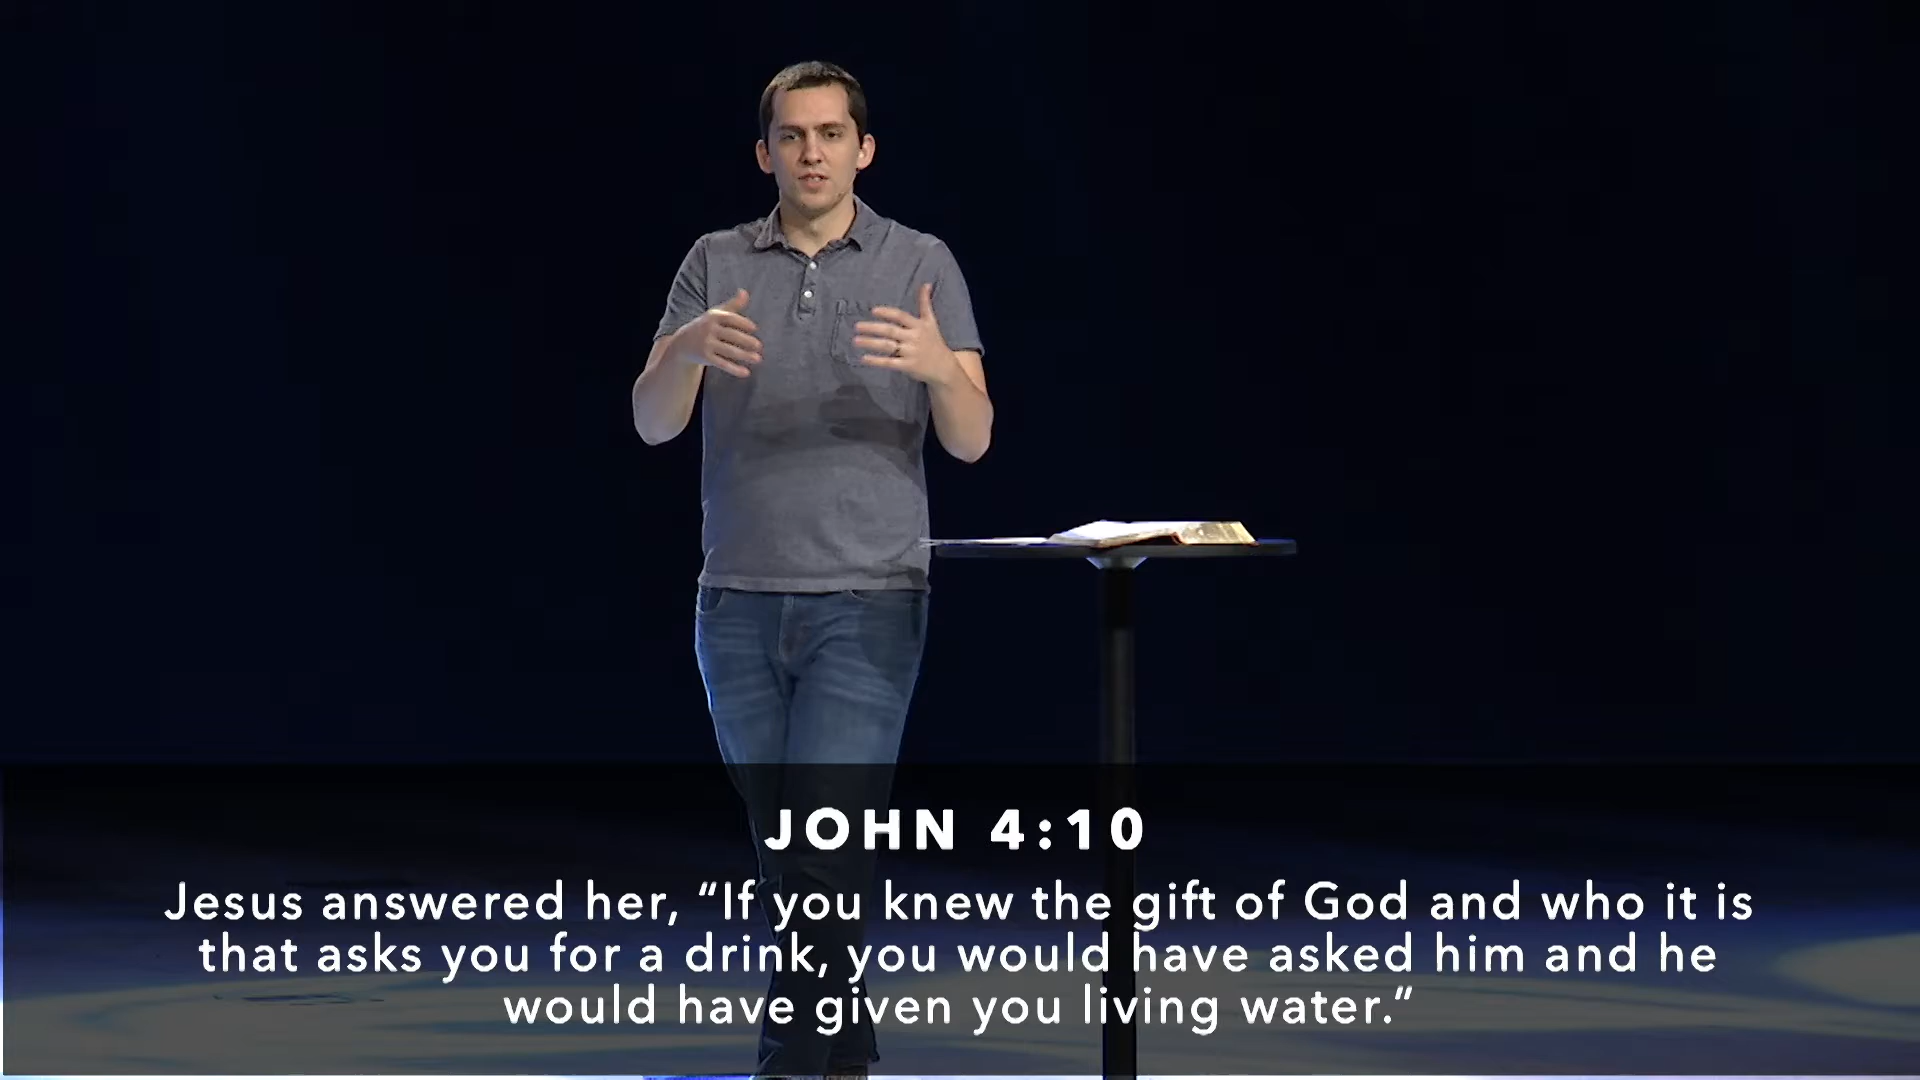 JOHN 4:10
Jesus answered her, “If you knew the gift of God and who it is
that asks you for a drink, you would have asked him and he
would have given you living water.”